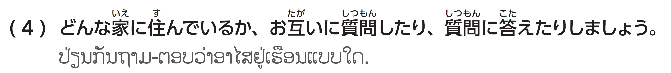 (4) どんな家に住んでいるか、お互いに質問したり、質問に答えたりしましょう。
ປ່ຽນກັນຖາມ-ຕອບວ່າອາໄສຢູ່ເຮືອນແບບໃດ.